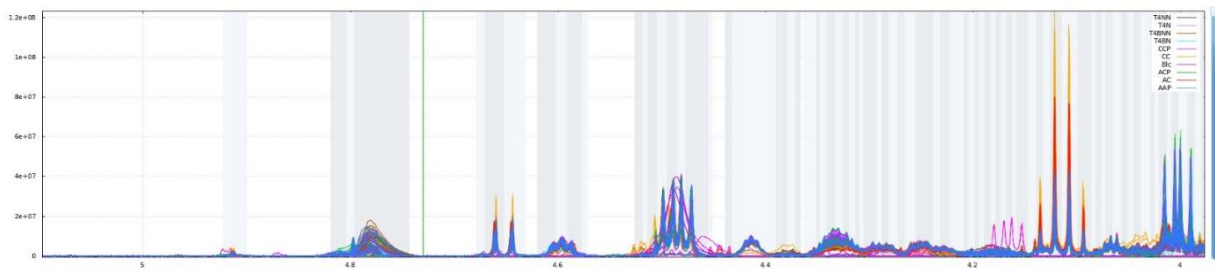 1.2e+08
1e+08
8e+07
6e+07
4e+07
2e+07
0
5
4.8
4.6
4.4
4.2
4
T4NN
T4N
T4BNN
T4BN
CCP
CC
Blc
ACP
AC
AAP